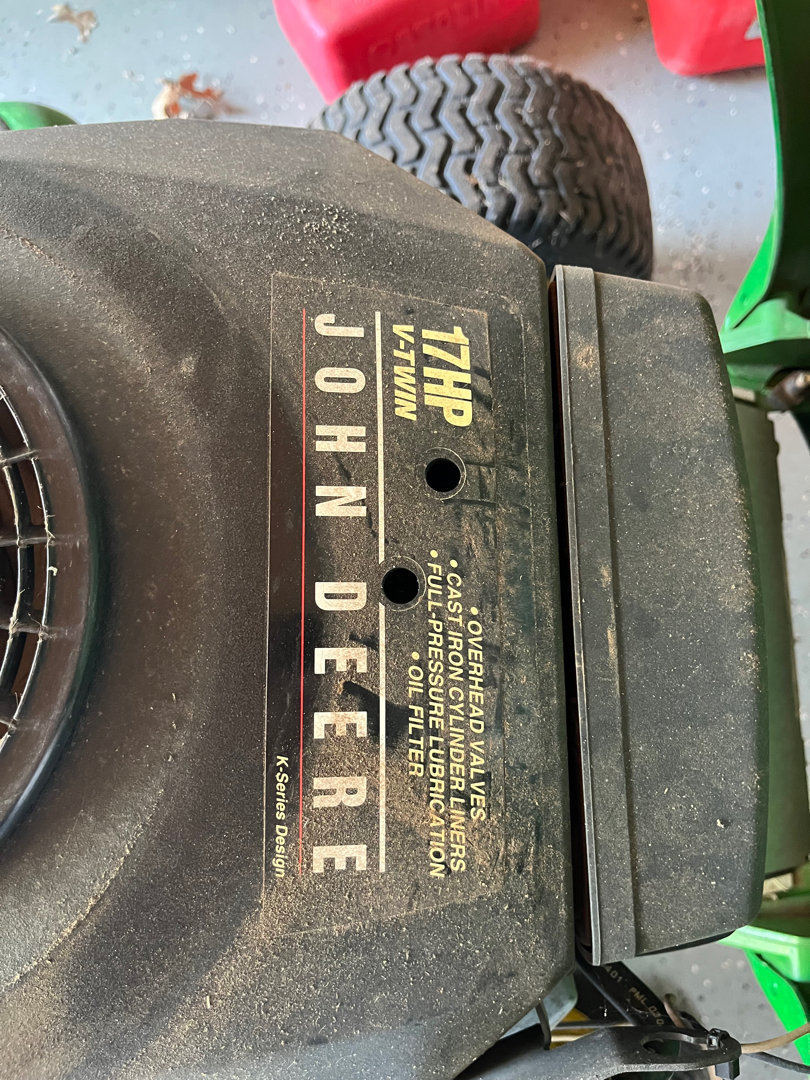 17HP
V-TWIN
• OVERHEAD VALVES
• CAST IRON CYLINDER LINERS
• FULL-PRESSURE LUBRICATION
• OIL FILTER
JOHN DEERE
K-Series Design